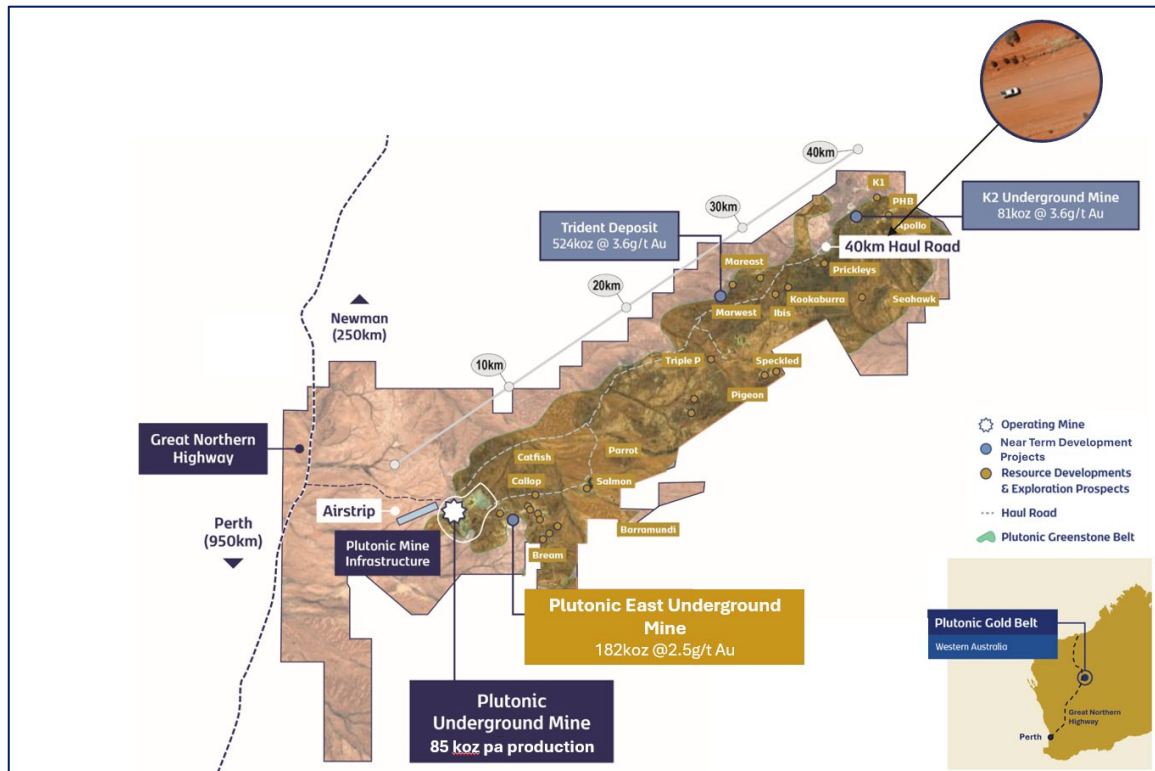 40km
30km
20km
10km
K1
PHB
Apollo
K2 Underground Mine
81koz @ 3.6g/t Au
Trident Deposit
524koz @ 3.6g/t Au
40km Haul Road
Mareast
Prickleys
Kookaburra
Seahawk
Marwest
Ibis
Newman
(250km)
Triple P
Speckled
Pigeon
Great Northern
Highway
Catfish
Parrot
Callop
Salmon
Airstrip
Perth
(950km)
Plutonic Mine
Infrastructure
Barramundi
Bream
Plutonic East Underground
Mine
182koz @2.5g/t Au
Plutonic
Underground Mine
85 koz pa production
Operating Mine
Near Term Development
Projects
Resource Developments
& Exploration Prospects
Haul Road
Plutonic Greenstone Belt
Plutonic Gold Belt
Western Australia
Great Northern
Highway
Perth